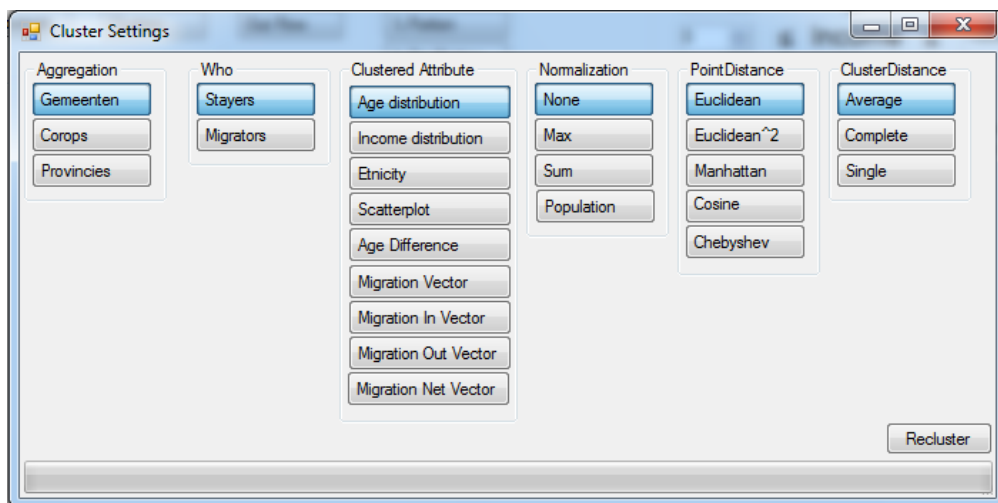 Cluster Settings
Aggregation
Gemeenten
Corops
Provincies
Who
Stayers
Migrators
Clustered Attribute
Age distribution
Income distribution
Etnicity
Scatterplot
Age Difference
Migration Vector
Migration In Vector
Migration Out Vector
Migration Net Vector
Normalization
None
Max
Sum
Population
PointDistance
Euclidean
Euclidean^2
Manhattan
Cosine
Chebyshev
ClusterDistance
Average
Complete
Single
Recluster